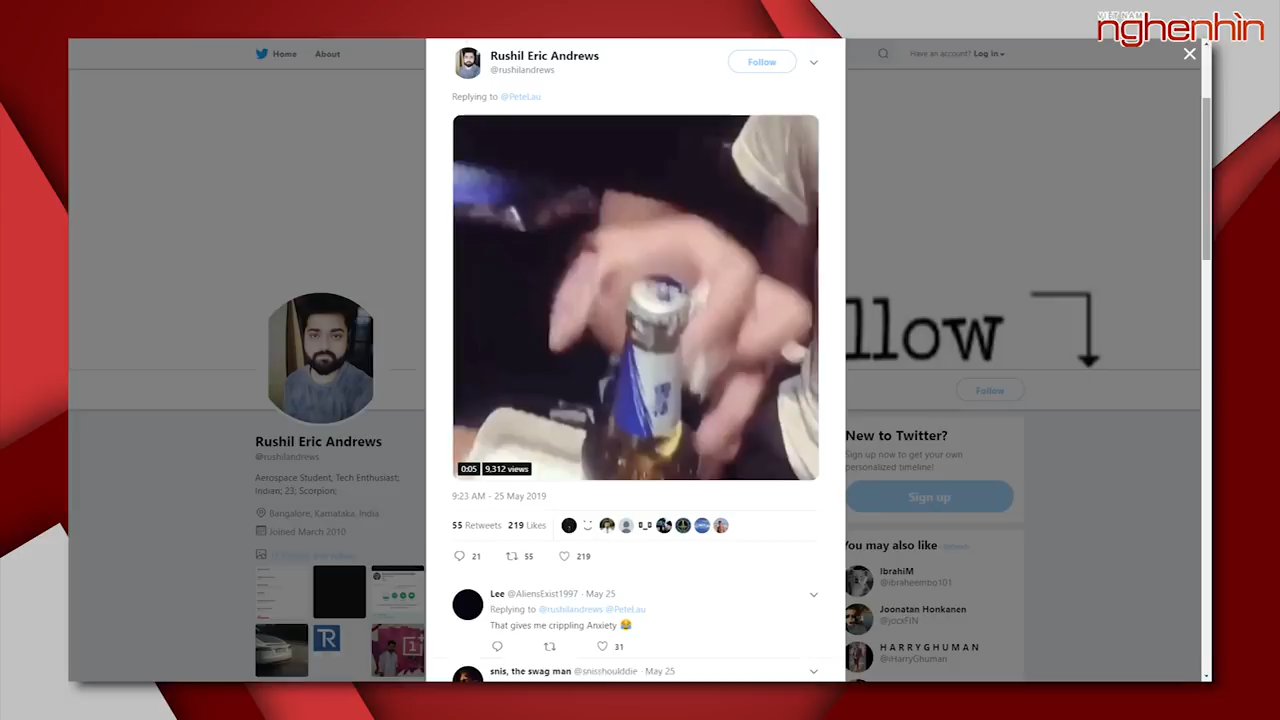 VIET NAM
nghenhìn
Home
About
Have an account? Log in
Rushil Eric Andrews
@rushilandrews
Follow
Replying to @PeteLau
0:05
9,312 views
9:23 AM - 25 May 2019
55 Retweets 219 Likes
21
55
219
Lee @AliensExist1997 · May 25
Replying to @rushilandrews @PeteLau
That gives me crippling Anxiety 😂
31
snis, the swag man @snisshoulddie · May 25
Rushil Eric Andrews
@rushilandrews
Aerospace Student, Tech Enthusiast;
Indian; 23; Scorpion;
Bangalore, Karnataka, India
Joined March 2010
llow
Follow
New to Twitter?
Sign up now to get your own
personalized timeline!
Sign up
You may also like
IbrahiM
@ibraheembo101
Joonatan Honkanen
@jocxFIN
H A R R Y G H U M A N
@iHarryGhuman